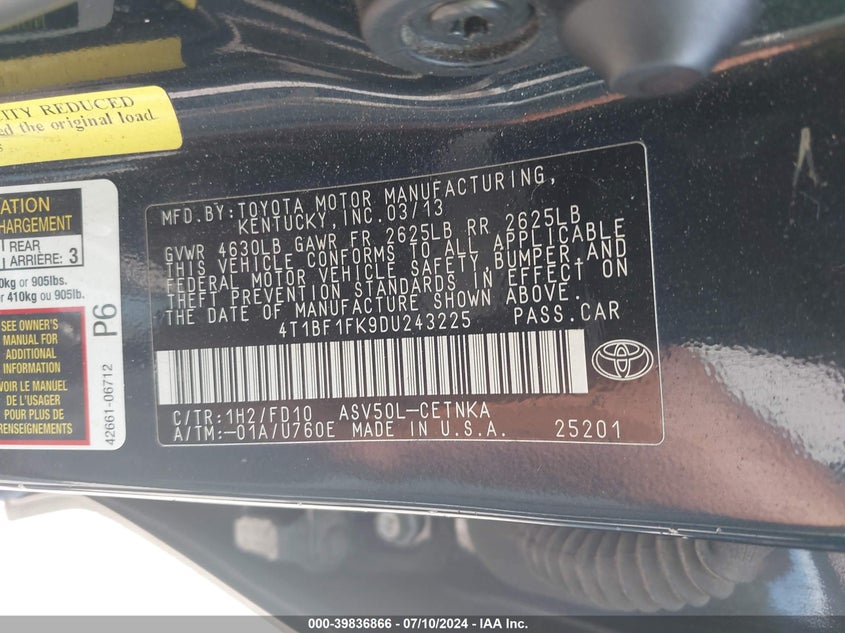 ITY REDUCED
ed the original load
s
ATION
CHARGEMENT
REAR
ARRIÈRE: 3
0kg or 905lbs.
r 410kg ou 905lb.
SEE OWNER'S
MANUAL FOR
ADDITIONAL
INFORMATION
VOIR LE MANUEL
DE L'USAGER
POUR PLUS DE
RENSEIGNEMENTS
P6
42661-06712
MFD.BY: TOYOTA MOTOR MANUFACTURING,
KENTUCKY, INC. 03/13
GVWR 4630LB GAWR FR 2625LB RR 2625LB
THIS VEHICLE CONFORMS TO ALL APPLICABLE
FEDERAL MOTOR VEHICLE SAFETY, BUMPER, AND
THEFT PREVENTION STANDARDS IN EFFECT ON
THE DATE OF MANUFACTURE SHOWN ABOVE.
4T1BF1FK9DU243225 PASS.CAR
C/TR: 1H2/FD10 ASV50L-CETNKA
A/TM: -01A/U760E MADE IN U.S.A. 25201
000-39836866 - 07/10/2024 - IAA Inc.